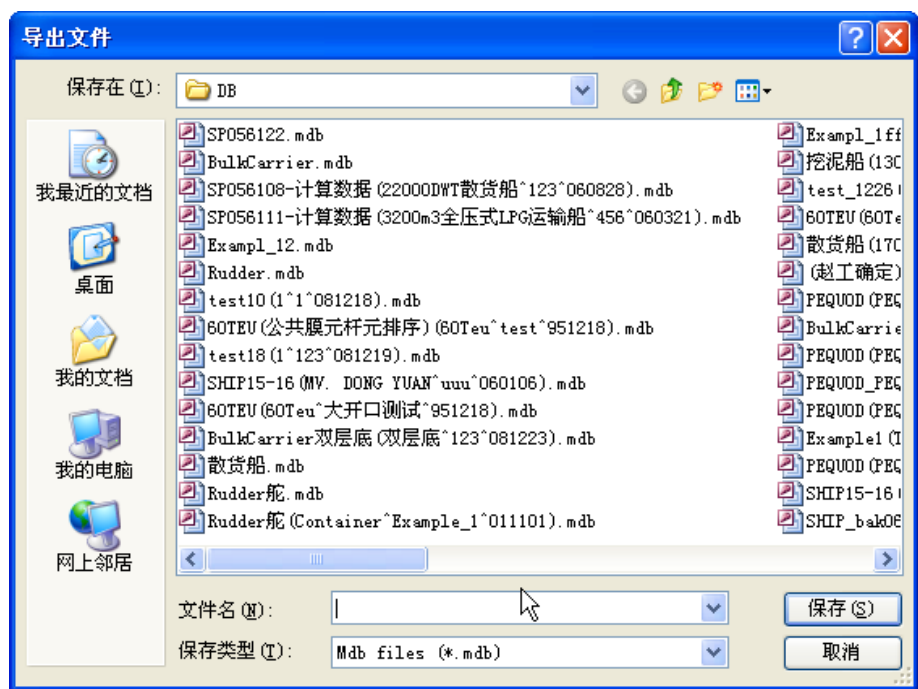 导出文件
保存在(I):
DB
我最近的文档
桌面
我的文档
我的电脑
网上邻居
SP056122.mdb
BulkCarrier.mdb
SP056108-计算数据(22000DWT散货船^123^060828).mdb
SP056111-计算数据(3200m3全压式LPG运输船^456^060321).mdb
Exampl_12.mdb
Rudder.mdb
test10(1^1^081218).mdb
60TEU(公共膜元杆元排序)(60Teu^test^951218).mdb
test18(1^123^081219).mdb
SHIP15-16(MV. DONG YUAN^uuu^060106).mdb
60TEU(60Teu^大开口测试^951218).mdb
BulkCarrier双层底(双层底^123^081223).mdb
散货船.mdb
Rudder舵.mdb
Rudder舵(Container^Example_1^011101).mdb
Exampl_1ff
挖泥船(130
test_1226(
60TEU(60Te
散货船(170
(赵工确定)
PEQUOD(PEQ
BulkCarrie
PEQUOD(PEQ
PEQUOD_PEQ
PEQUOD(PEQ
Example1(I
PEQUOD(PEQ
SHIP15-16(
SHIP_bak06
文件名(N):
保存(S)
保存类型(T):
Mdb files (*.mdb)
取消